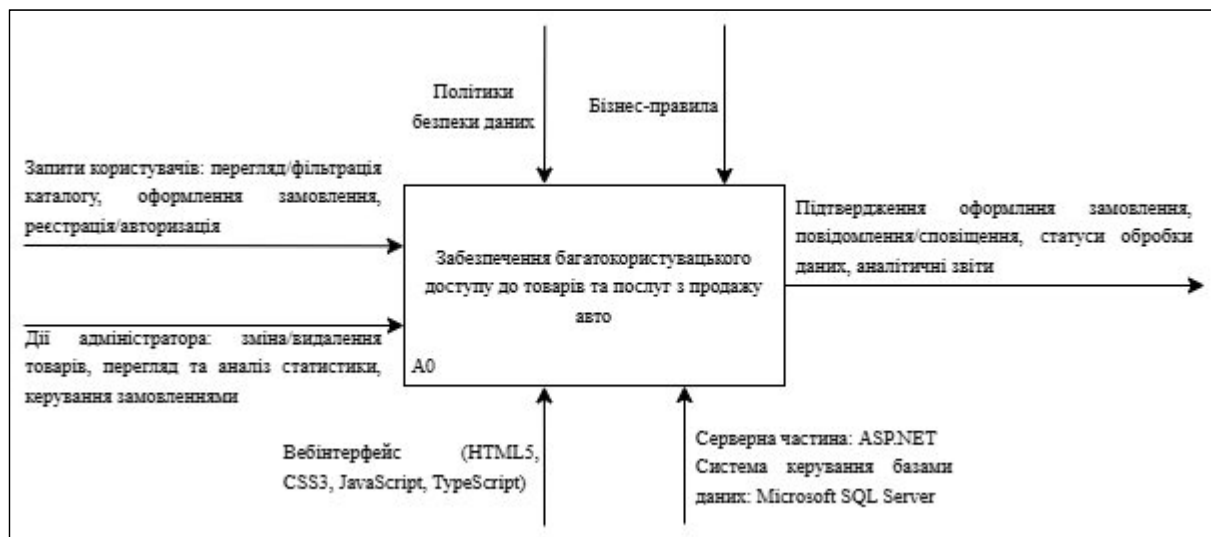 Політики
безпеки даних
Бізнес-правила
Запити користувачів: перегляд/фільтрація
каталогу, оформлення замовлення,
реєстрація/авторизація
Забезпечення багатокористувацького
доступу до товарів та послуг з продажу
авто
A0
Підтвердження оформлння замовлення,
повідомлення/сповіщення, статуси обробки
даних, аналітичні звіти
Дії адміністратора: зміна/видалення
товарів, перегляд та аналіз статистики,
керування замовленнями
Вебінтерфейс (HTML5,
CSS3, JavaScript, TypeScript)
Серверна частина: ASP.NET
Система керування базами
даних: Microsoft SQL Server